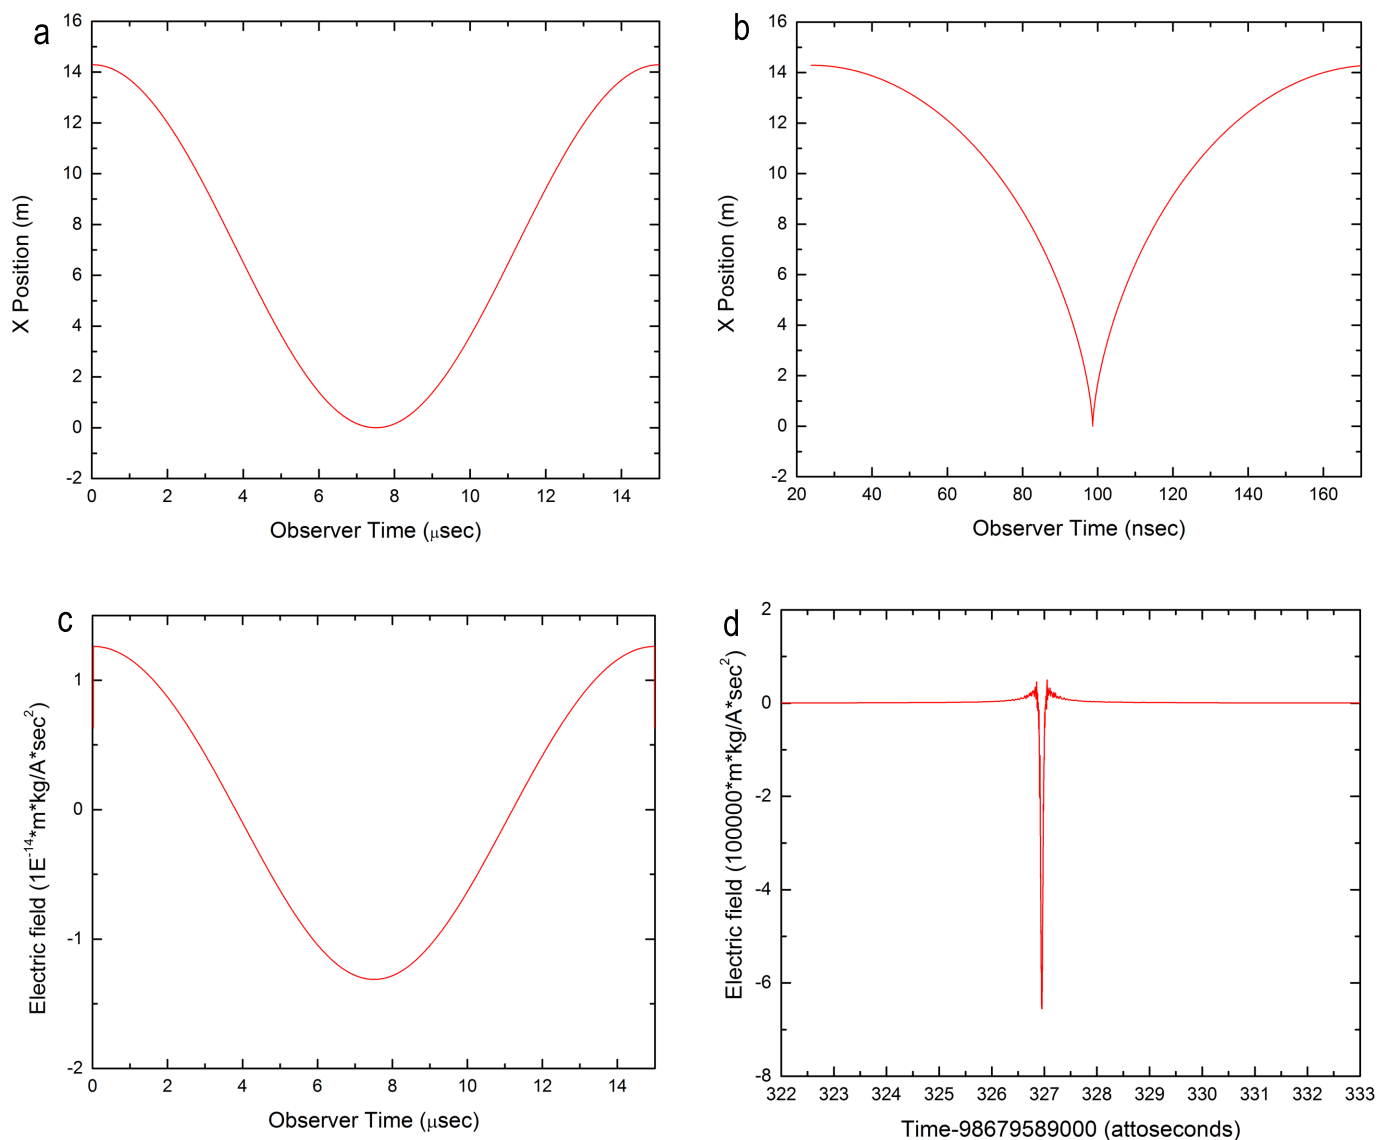 a
16
14
12
10
8
6
4
2
0
-2
X Position (m)
0 2 4 6 8 10 12 14
Observer Time (μsec)
b
16
14
12
10
8
6
4
2
0
-2
X Position (m)
20 40 60 80 100 120 140 160
Observer Time (nsec)
c
1
0
-1
-2
Electric field (1E⁻¹⁴*m*kg/A*sec²)
0 2 4 6 8 10 12 14
Observer Time (μsec)
d
2
0
-2
-4
-6
-8
Electric field (100000*m*kg/A*sec²)
322 323 324 325 326 327 328 329 330 331 332 333
Time-98679589000 (attoseconds)